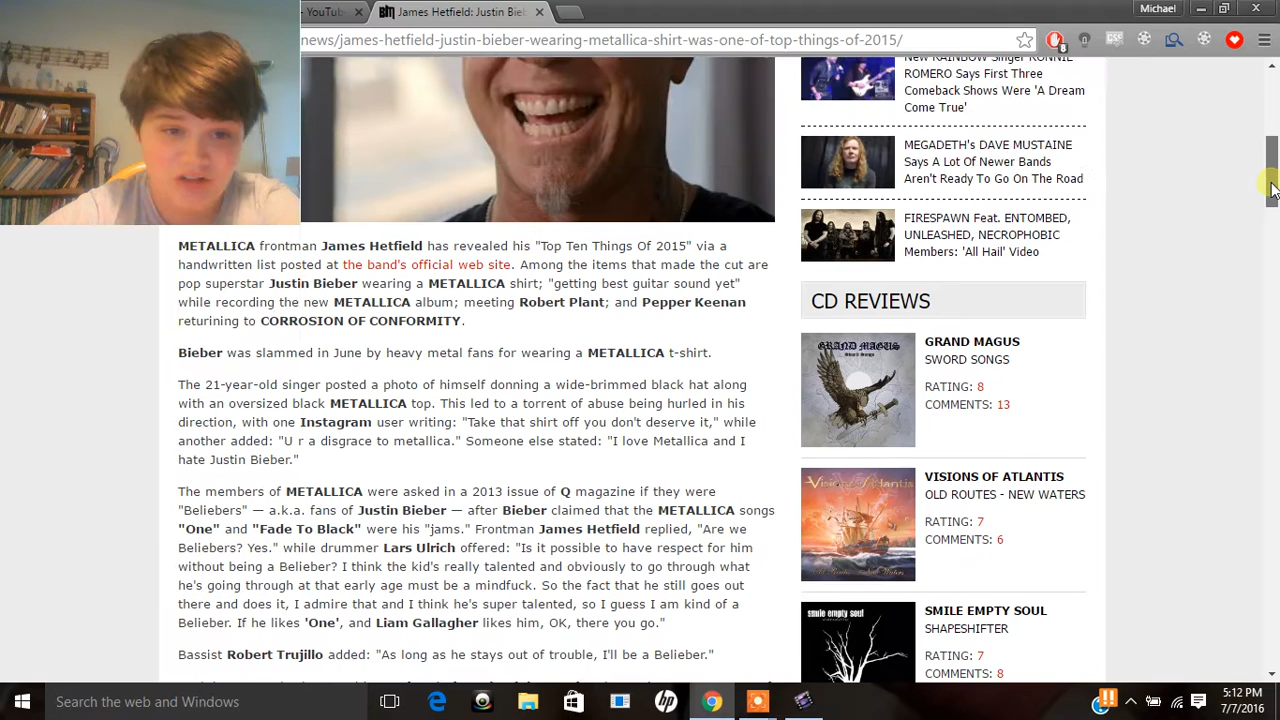 - YouTube
James Hetfield: Justin Bieb
Michael
news/james-hetfield-justin-bieber-wearing-metallica-shirt-was-one-of-top-things-of-2015/
8
New RAINBOW Singer RONNIE
ROMERO Says First Three
Comeback Shows Were 'A Dream
Come True'
MEGADETH's DAVE MUSTAINE
Says A Lot Of Newer Bands
Aren't Ready To Go On The Road
FIRESPAWN Feat. ENTOMBED,
UNLEASHED, NECROPHOBIC
Members: 'All Hail' Video
METALLICA frontman James Hetfield has revealed his "Top Ten Things Of 2015" via a
handwritten list posted at the band's official web site. Among the items that made the cut are
pop superstar Justin Bieber wearing a METALLICA shirt; "getting best guitar sound yet"
while recording the new METALLICA album; meeting Robert Plant; and Pepper Keenan
returining to CORROSION OF CONFORMITY.
Bieber was slammed in June by heavy metal fans for wearing a METALLICA t-shirt.
The 21-year-old singer posted a photo of himself donning a wide-brimmed black hat along
with an oversized black METALLICA top. This led to a torrent of abuse being hurled in his
direction, with one Instagram user writing: "Take that shirt off you don't deserve it," while
another added: "U r a disgrace to metallica." Someone else stated: "I love Metallica and I
hate Justin Bieber."
The members of METALLICA were asked in a 2013 issue of Q magazine if they were
"Beliebers" — a.k.a. fans of Justin Bieber — after Bieber claimed that the METALLICA songs
"One" and "Fade To Black" were his "jams." Frontman James Hetfield replied, "Are we
Beliebers? Yes." while drummer Lars Ulrich offered: "Is it possible to have respect for him
without being a Belieber? I think the kid's really talented and obviously to go through what
he's going through at that early age must be a mindfuck. So the fact that he still goes out
there and does it, I admire that and I think he's super talented, so I guess I am kind of a
Belieber. If he likes 'One', and Liam Gallagher likes him, OK, there you go."
Bassist Robert Trujillo added: "As long as he stays out of trouble, I'll be a Belieber."
CD REVIEWS
GRAND MAGUS
SWORD SONGS
RATING: 8
COMMENTS: 13
GRAND MAGUS
VISIONS OF ATLANTIS
OLD ROUTES - NEW WATERS
RATING: 7
COMMENTS: 6
Visions of Atlantis
SMILE EMPTY SOUL
SHAPESHIFTER
RATING: 7
COMMENTS: 8
smile empty soul
Search the web and Windows
5:12 PM
7/7/2016